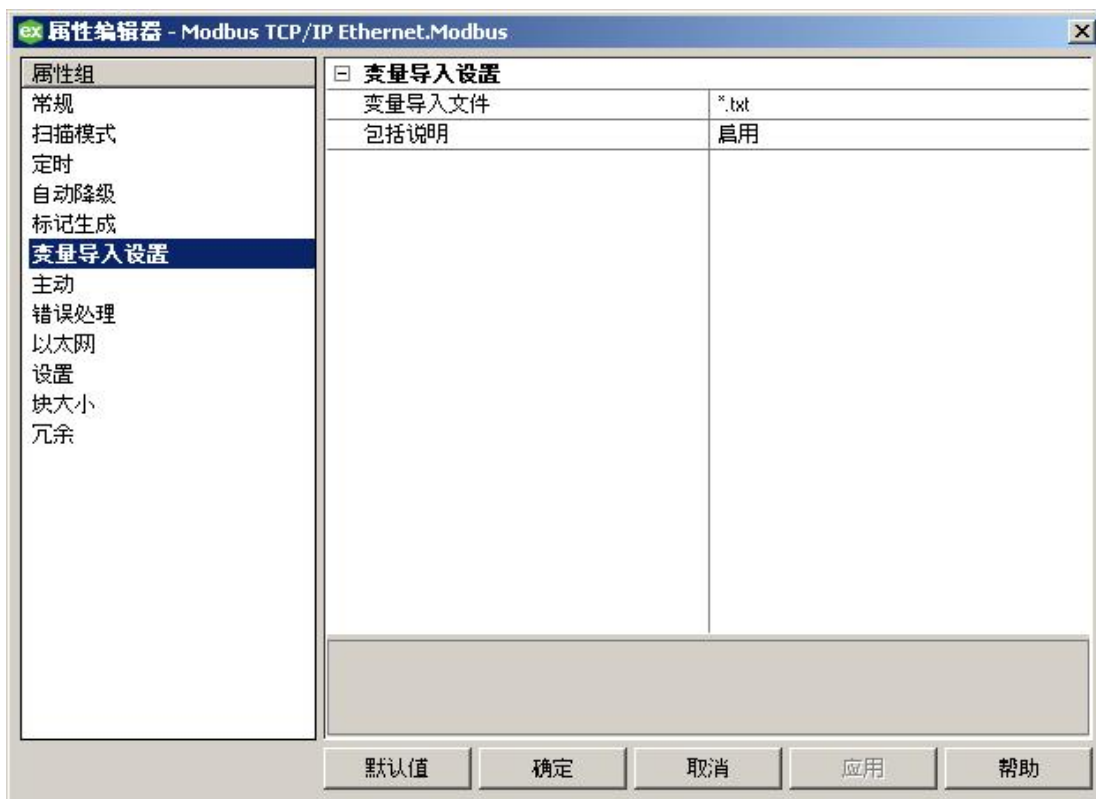 ex 属性编辑器 - Modbus TCP/IP Ethernet.Modbus
属性组
常规
扫描模式
定时
自动降级
标记生成
变量导入设置
主动
错误处理
以太网
设置
块大小
冗余
变量导入设置
变量导入文件 *.txt
包括说明 启用
默认值 确定 取消 应用 帮助